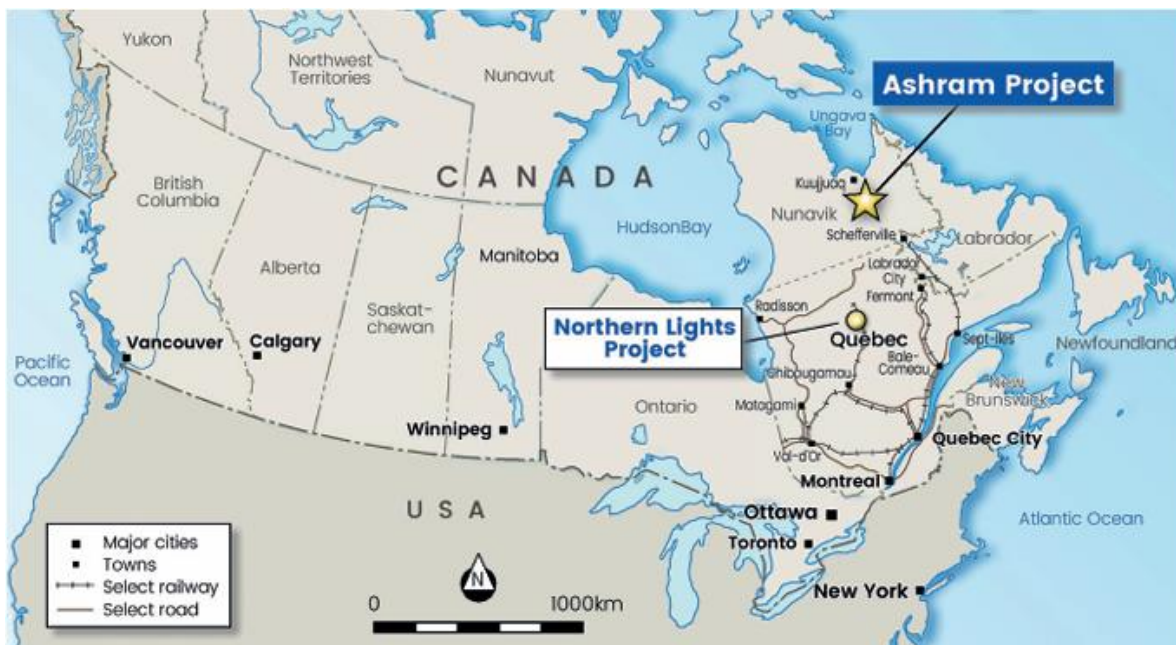 Yukon
Northwest
Territories
Nunavut
Ashram Project
Ungava
Bay
British
Columbia
CANADA
Kuujjuaq
Nunavik
HudsonBay
Schefferville
Labrador
Alberta
Manitoba
Saskat-
chewan
Labrador
City
Fermont
Radisson
Northern Lights
Project
Québec
Sept-Iles
Newfoundland
Vancouver
Calgary
Pacific
Ocean
Baie-
Comeau
Chibougamau
New
Brunswick
Matagami
Ontario
Winnipeg
Quebec City
Val-d'Or
Montreal
USA
Ottawa
Atlantic Ocean
Toronto
New York
Major cities
Towns
Select railway
Select road
N
0 1000km